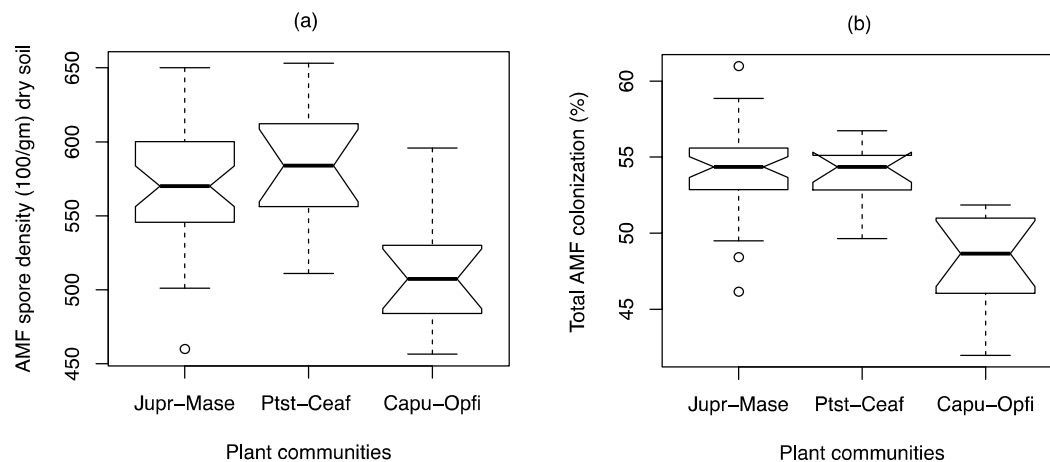 (a)
AMF spore density (100/gm) dry soil
650
600
550
500
450
Jupr−Mase
Ptst−Ceaf
Capu−Opfi
Plant communities
(b)
Total AMF colonization (%)
60
55
50
45
Jupr−Mase
Ptst−Ceaf
Capu−Opfi
Plant communities